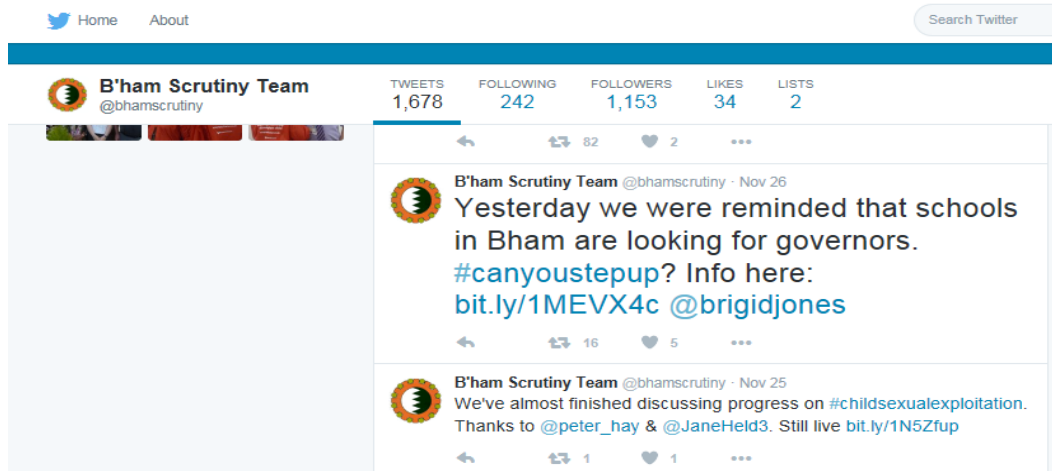 Home About Search Twitter
B'ham Scrutiny Team
@bhamscrutiny
TWEETS FOLLOWING FOLLOWERS LIKES LISTS
1,678 242 1,153 34 2
82 2
B'ham Scrutiny Team @bhamscrutiny · Nov 26
Yesterday we were reminded that schools
in Bham are looking for governors.
#canyoustepup? Info here:
bit.ly/1MEVX4c @brigidjones
16 5
B'ham Scrutiny Team @bhamscrutiny · Nov 25
We've almost finished discussing progress on #childsexualexploitation.
Thanks to @peter_hay & @JaneHeld3. Still live bit.ly/1N5Zfup
1 1